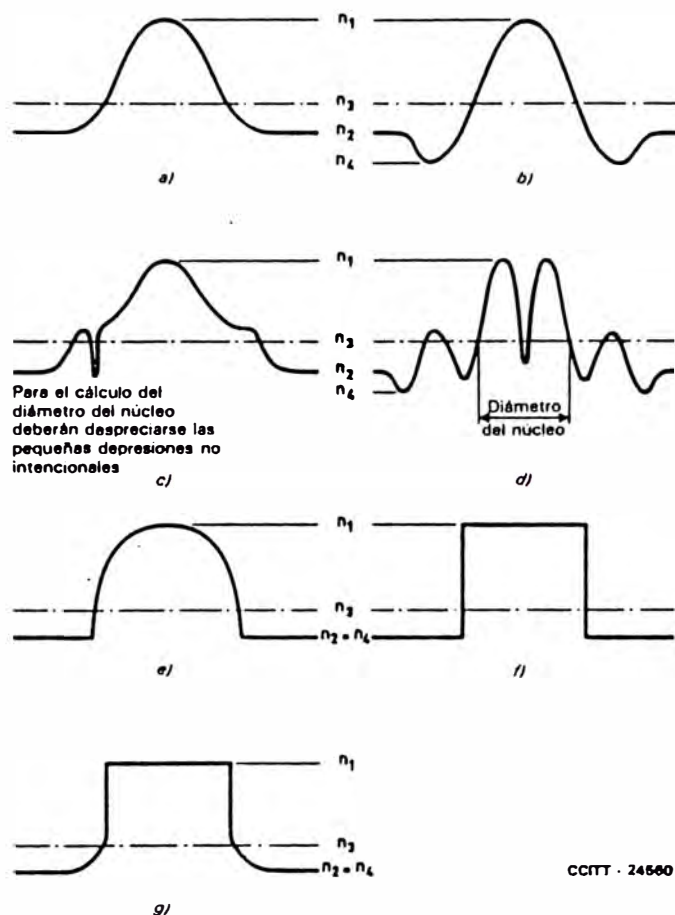 n₁
n₃
n₂
n₄
a)
b)
n₁
n₃
n₂
n₄
Para el cálculo del
diámetro del núcleo
deberán despreciarse las
pequeñas depresiones no
intencionales
Diámetro
del núcleo
c)
d)
n₁
n₃
n₂ = n₄
e)
f)
n₁
n₃
n₂ = n₄
CCITT · 24560
g)